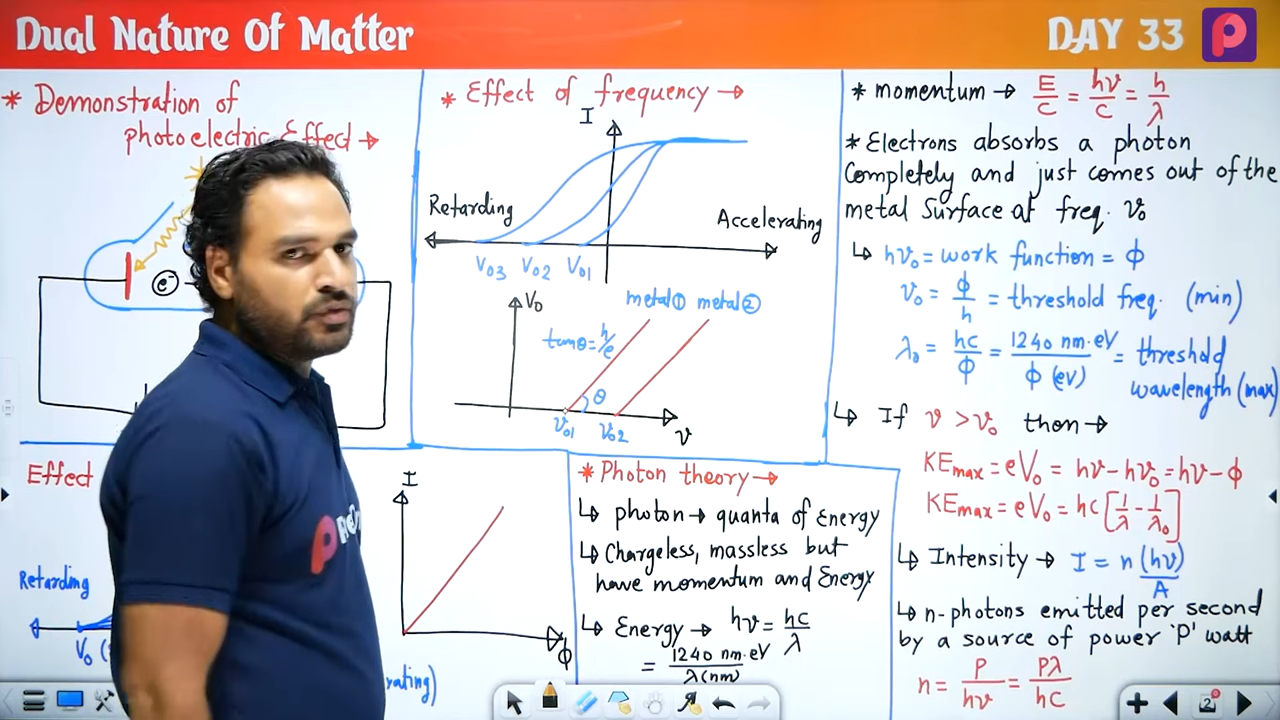 Dual Nature Of Matter
DAY 33
* Demonstration of
photoelectric Effect →
e⁻
Effect
Retarding
V₀
rating)
I
ϕ
* Effect of frequency →
I
Retarding
Accelerating
V₀₃ V₀₂ V₀₁
V₀
metal① metal②
tanθ = h/e
θ
ν₀₁ ν₀₂
ν
* Photon theory →
↳ photon → quanta of Energy
↳ Chargeless, massless but
have momentum and Energy
↳ Energy → hν = hc/λ
= 1240 nm·eV/λ(nm)
* momentum → E/C = hν/C = h/λ
* Electrons absorbs a photon
Completely and just comes out of the
metal Surface at freq. ν₀
↳ hν₀ = work function = ϕ
ν₀ = ϕ/h = threshold freq. (min)
λ₀ = hc/ϕ = 1240 nm·eV/ϕ (eV) = threshold
wavelength (max)
↳ If ν > ν₀ then →
KEmax = eV₀ = hν - hν₀ = hν - ϕ
KEmax = eV₀ = hc [1/λ - 1/λ₀]
↳ Intensity → I = n(hν)/A
↳ n-photons emitted per second
by a source of power 'P' watt
n = P/hν = Pλ/hc
2